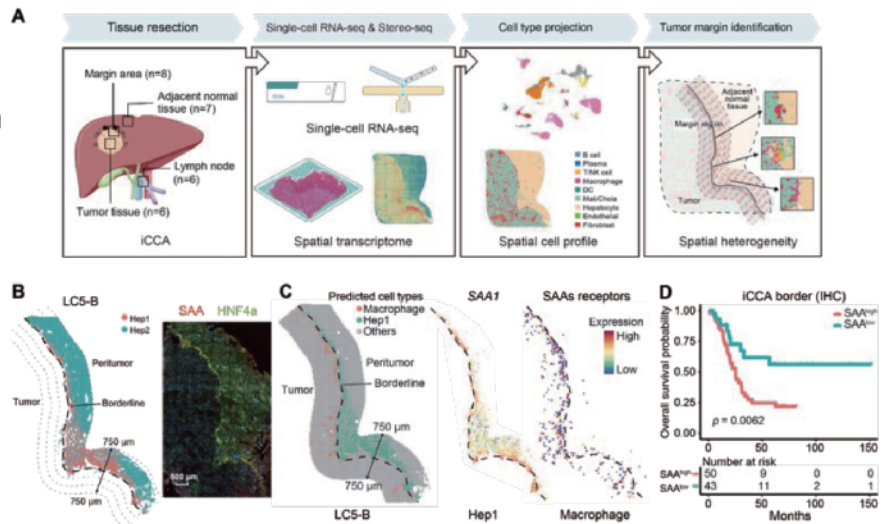 A
Tissue resection
Single-cell RNA-seq & Stereo-seq
Cell type projection
Tumor margin identification
Margin area (n=8)
Adjacent normal
tissue (n=7)
Lymph node
(n=6)
Tumor tissue (n=6)
iCCA
Single-cell RNA-seq
Spatial transcriptome
B cell
Plasma
T/NK cell
Macrophage
DC
Mali/Chola
Hepatocyte
Endothelial
Fibroblast
Spatial cell profile
Adjacent
normal
tissue
Margin region
Tumor
Spatial heterogeneity
B
LC5-B
Hep1
Hep2
Peritumor
Tumor
Borderline
750 μm
750 μm
SAA HNF4a
500 μm
C
Predicted cell types
Macrophage
Hep1
Others
Peritumor
Tumor
Borderline
750 μm
750 μm
LC5-B
SAA1
Hep1
SAAs receptors
Expression
High
Low
Macrophage
D
iCCA border (IHC)
SAAhigh
SAAlow
Overall survival probability
1.00
0.75
0.50
0.25
0.00
p = 0.0062
0 50 100 150
Number at risk
SAAhigh 50 9 0 0
SAAlow 43 11 2 1
0 50 100 150
Months